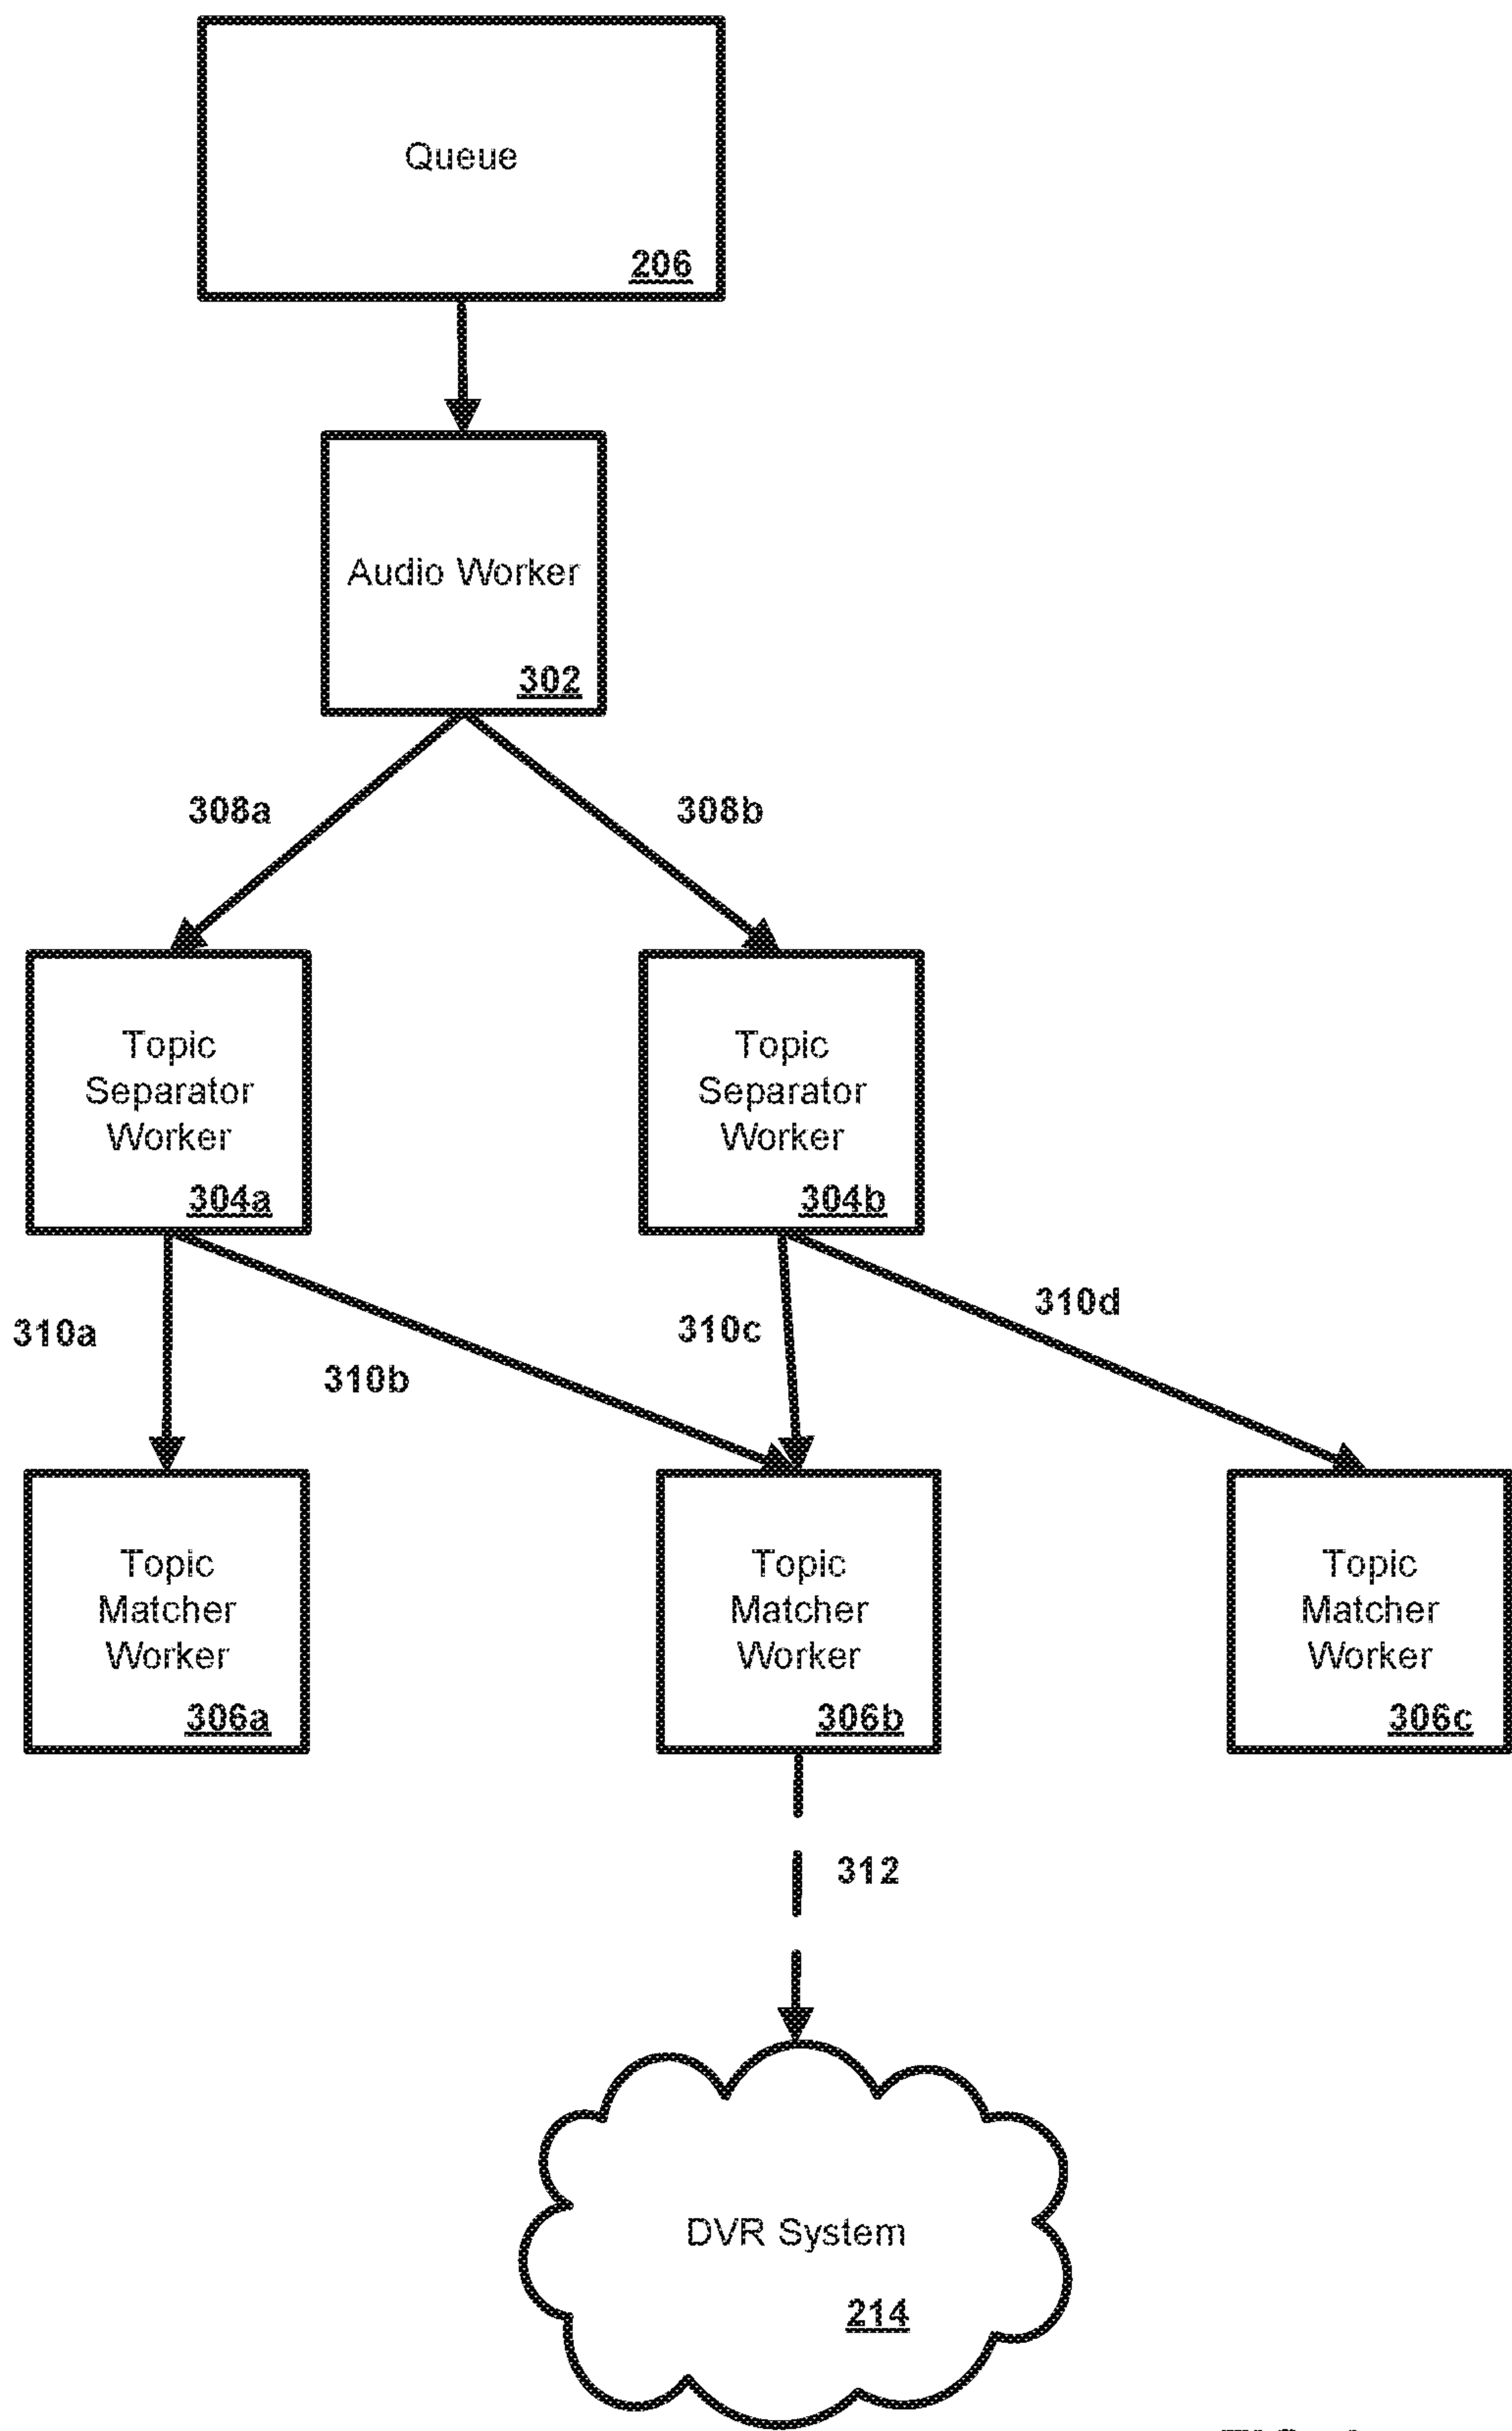 Queue
206
Audio Worker
302
308a
308b
Topic
Separator
Worker
304a
Topic
Separator
Worker
304b
310a
310b
310c
310d
Topic
Matcher
Worker
306a
Topic
Matcher
Worker
306b
Topic
Matcher
Worker
306c
312
DVR System
214